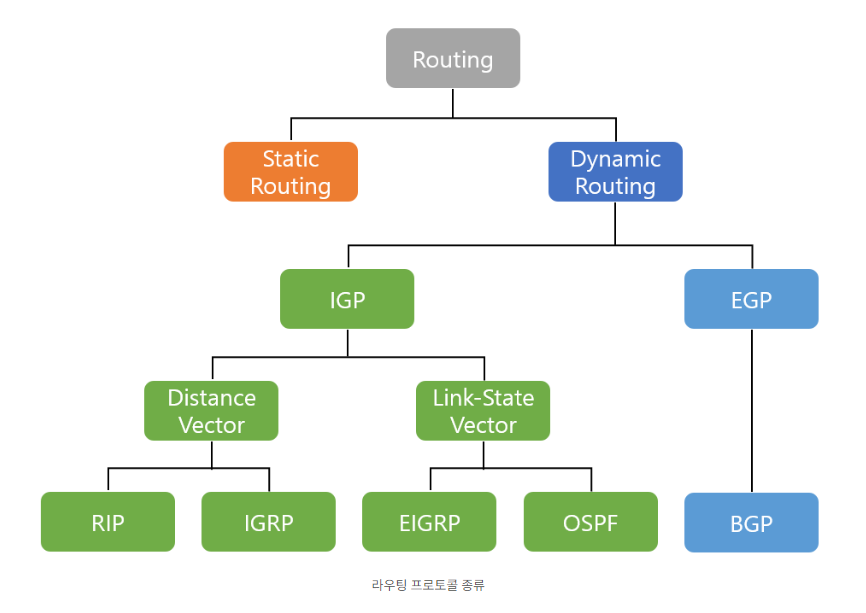 Routing
Static
Routing
Dynamic
Routing
IGP
EGP
Distance
Vector
Link-State
Vector
RIP
IGRP
EIGRP
OSPF
BGP
라우팅 프로토콜 종류